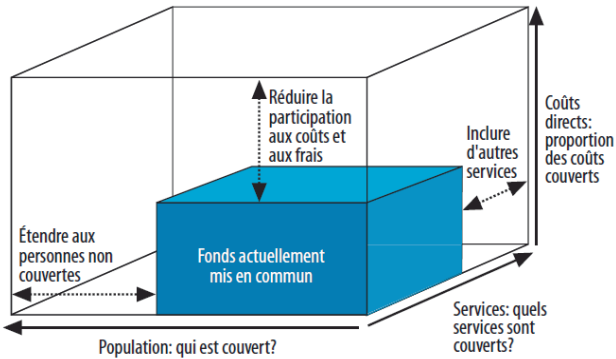 Réduire la
participation
aux coûts et
aux frais
Inclure
d'autres
services
Coûts
directs:
proportion
des coûts
couverts
Étendre aux
personnes non
couvertes
Fonds actuellement
mis en commun
Services: quels
services sont
couverts?
Population: qui est couvert?